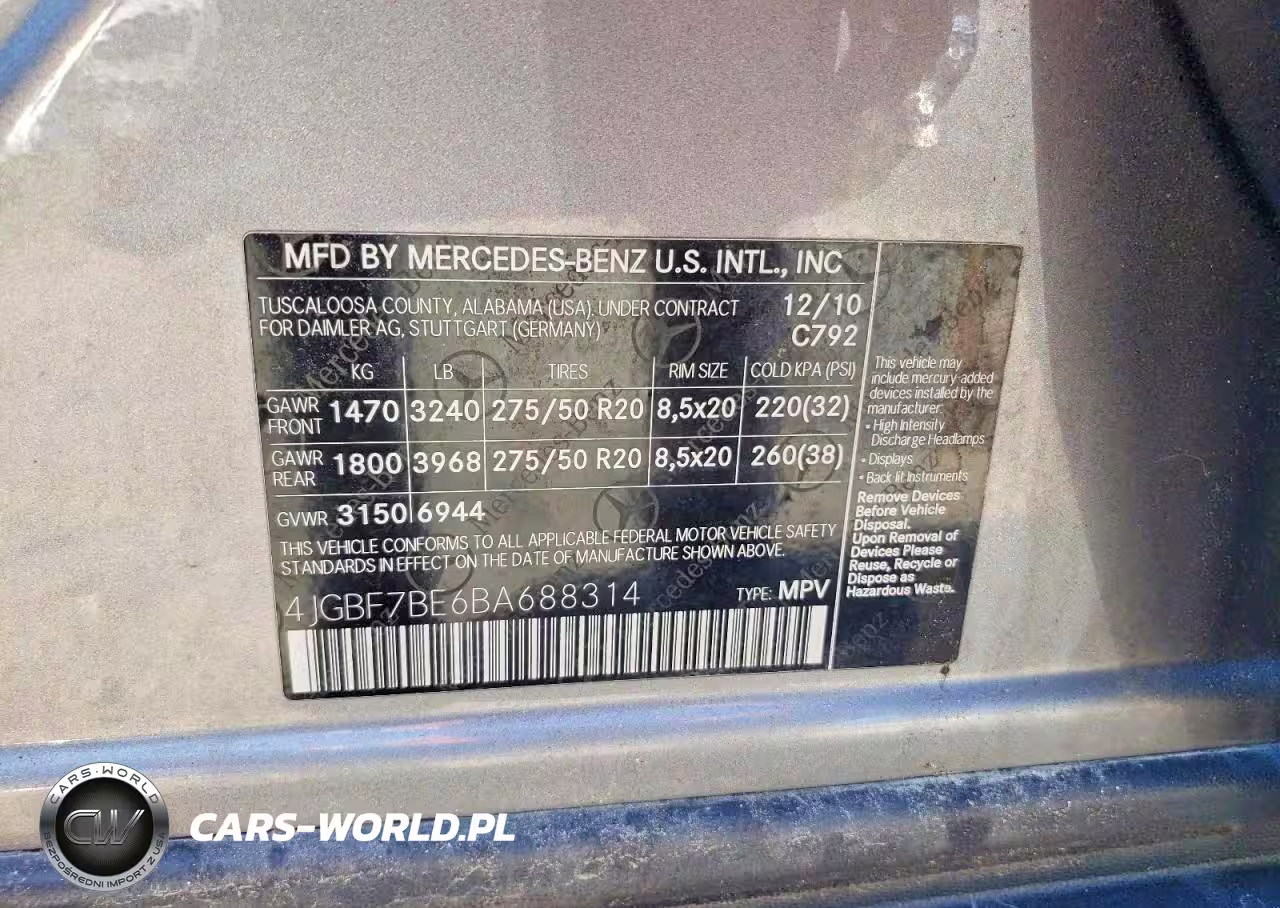 MFD BY MERCEDES-BENZ U.S. INTL., INC
TUSCALOOSA COUNTY, ALABAMA (USA). UNDER CONTRACT 12/10
FOR DAIMLER AG, STUTTGART (GERMANY) C792
KG LB TIRES RIM SIZE COLD KPA (PSI)
GAWR FRONT 1470 3240 275/50 R20 8,5x20 220(32)
GAWR REAR 1800 3968 275/50 R20 8,5x20 260(38)
GVWR 3150 6944
THIS VEHICLE CONFORMS TO ALL APPLICABLE FEDERAL MOTOR VEHICLE SAFETY
STANDARDS IN EFFECT ON THE DATE OF MANUFACTURE SHOWN ABOVE.
4JGBF7BE6BA688314 TYPE: MPV
This vehicle may
include mercury-added
devices installed by the
manufacturer:
• High Intensity
Discharge Headlamps
• Displays
• Back-lit Instruments
Remove Devices
Before Vehicle
Disposal.
Upon Removal of
Devices Please
Reuse, Recycle or
Dispose as
Hazardous Waste.
CARS-WORLD
CW
BEZPOŚREDNI IMPORT Z USA
CARS-WORLD.PL